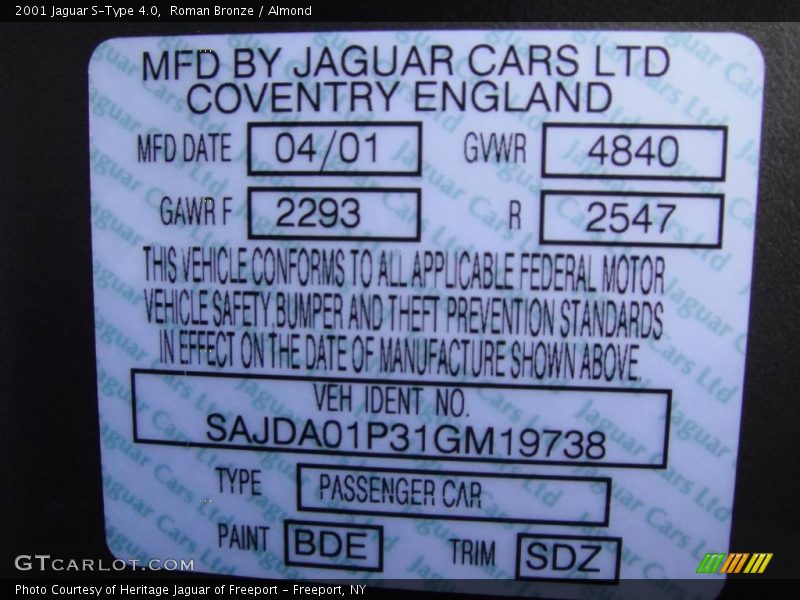 2001 Jaguar S-Type 4.0, Roman Bronze / Almond
MFD BY JAGUAR CARS LTD
COVENTRY ENGLAND
MFD DATE 04/01 GVWR 4840
GAWR F 2293 R 2547
THIS VEHICLE CONFORMS TO ALL APPLICABLE FEDERAL MOTOR
VEHICLE SAFETY, BUMPER AND THEFT PREVENTION STANDARDS
IN EFFECT ON THE DATE OF MANUFACTURE SHOWN ABOVE.
VEH IDENT NO.
SAJDA01P31GM19738
TYPE PASSENGER CAR
PAINT BDE TRIM SDZ
GTCARLOT.COM
Photo Courtesy of Heritage Jaguar of Freeport - Freeport, NY